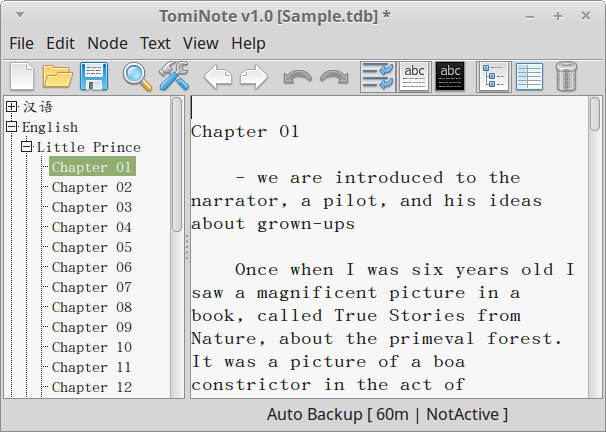 TomiNote v1.0 [Sample.tdb] *
File Edit Node Text View Help
abc abc
汉语
English
Little Prince
Chapter 01
Chapter 02
Chapter 03
Chapter 04
Chapter 05
Chapter 06
Chapter 07
Chapter 08
Chapter 09
Chapter 10
Chapter 11
Chapter 12
Chapter 01
- we are introduced to the
narrator, a pilot, and his ideas
about grown-ups
Once when I was six years old I
saw a magnificent picture in a
book, called True Stories from
Nature, about the primeval forest.
It was a picture of a boa
constrictor in the act of
Auto Backup [ 60m | NotActive ]